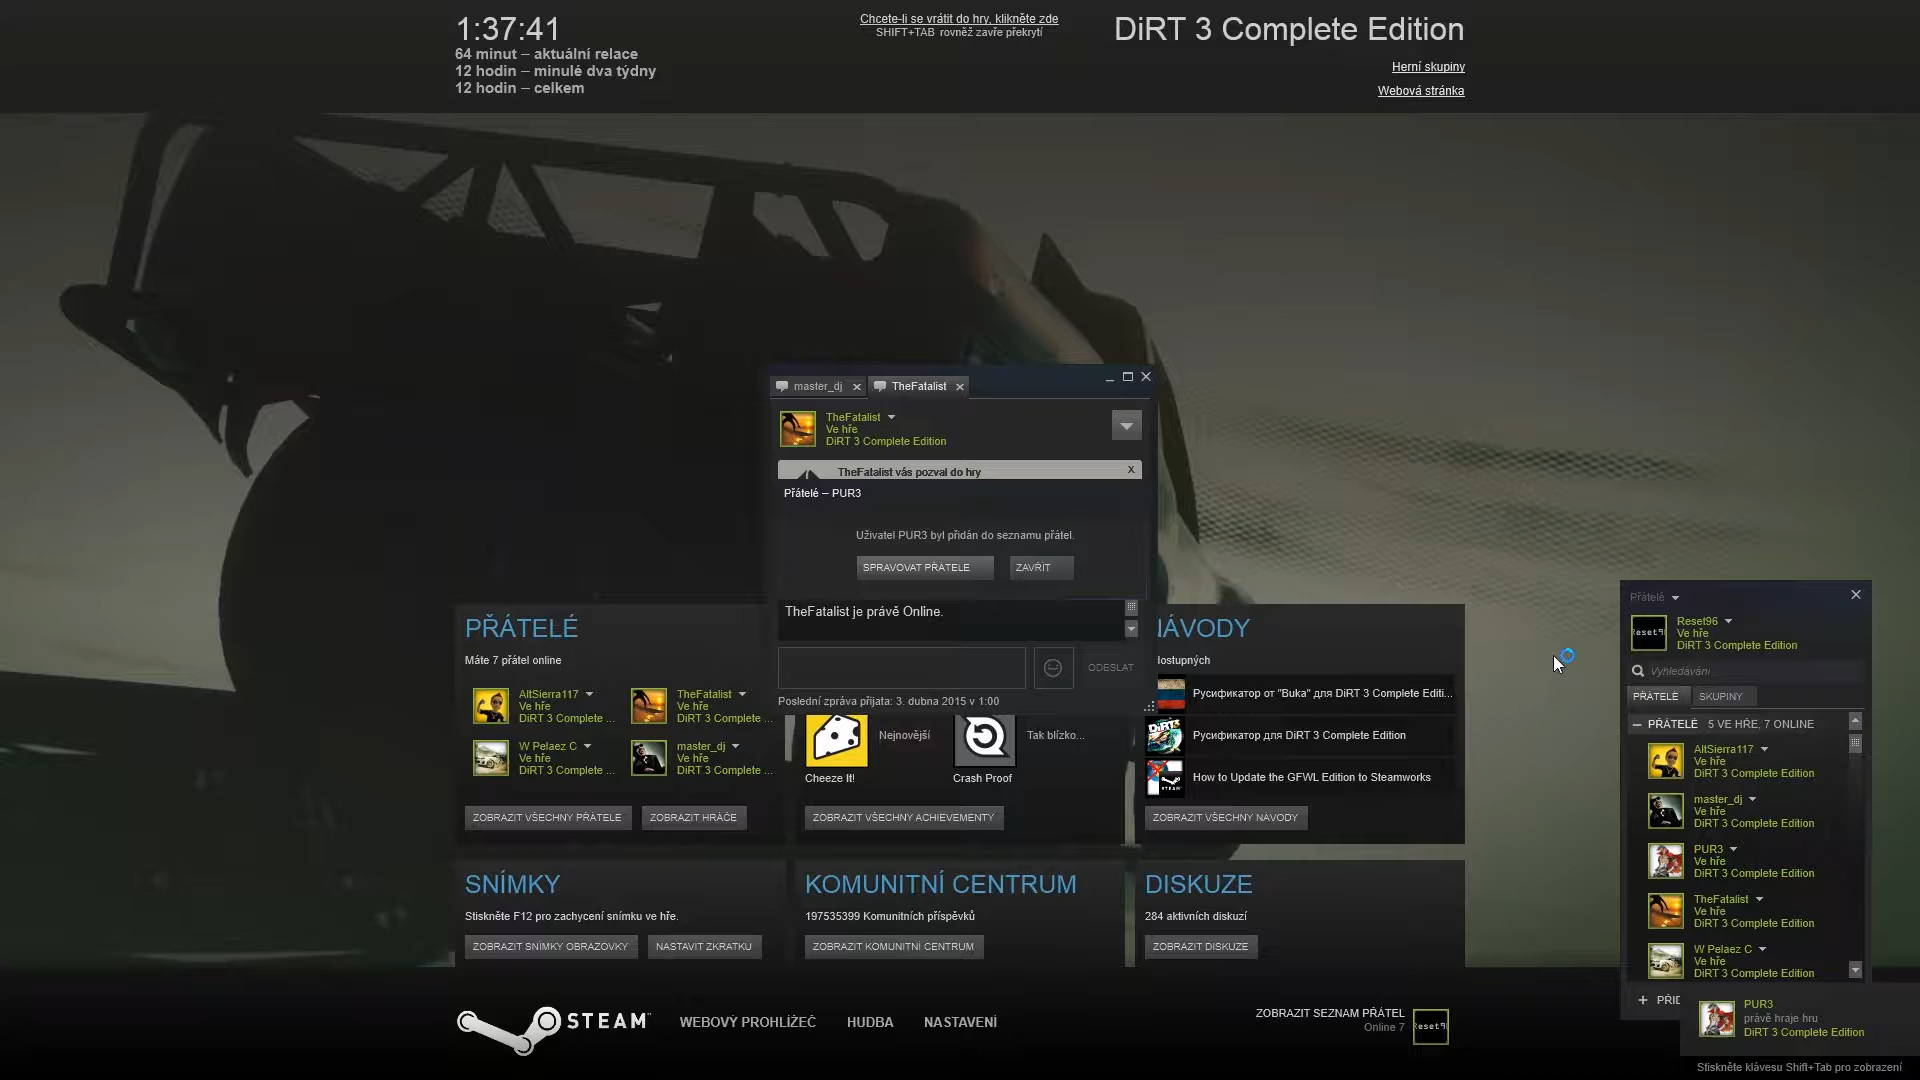 1:37:41
64 minut – aktuální relace
12 hodin – minulé dva týdny
12 hodin – celkem
Chcete-li se vrátit do hry, klikněte zde
SHIFT+TAB rovněž zavře překrytí
DiRT 3 Complete Edition
Herní skupiny
Webová stránka
master_dj
TheFatalist
TheFatalist
Ve hře
DiRT 3 Complete Edition
TheFatalist vás pozval do hry
X
Přátelé – PUR3
Uživatel PUR3 byl přidán do seznamu přátel.
SPRAVOVAT PŘÁTELE
ZAVŘÍT
TheFatalist je právě Online.
ODESLAT
Poslední zpráva přijata: 3. dubna 2015 v 1:00
PŘÁTELÉ
Máte 7 přátel online
AltSierra117
Ve hře
DiRT 3 Complete ...
TheFatalist
Ve hře
DiRT 3 Complete ...
W Pelaez C
Ve hře
DiRT 3 Complete ...
master_dj
Ve hře
DiRT 3 Complete ...
ZOBRAZIT VŠECHNY PŘÁTELE
ZOBRAZIT HRÁČE
Nejnovější
Cheeze It!
Tak blízko...
Crash Proof
ZOBRAZIT VŠECHNY ACHIEVEMENTY
NÁVODY
dostupných
Русификатор от "Buka" для DiRT 3 Complete Editi...
Русификатор для DiRT 3 Complete Edition
How to Update the GFWL Edition to Steamworks
ZOBRAZIT VŠECHNY NÁVODY
SNÍMKY
Stiskněte F12 pro zachycení snímku ve hře.
ZOBRAZIT SNÍMKY OBRAZOVKY
NASTAVIT ZKRATKU
KOMUNITNÍ CENTRUM
197535399 Komunitních příspěvků
ZOBRAZIT KOMUNITNÍ CENTRUM
DISKUZE
284 aktivních diskuzí
ZOBRAZIT DISKUZE
Přátelé
Reset96
Ve hře
DiRT 3 Complete Edition
Vyhledávání
PŘÁTELÉ
SKUPINY
PŘÁTELÉ 5 VE HŘE, 7 ONLINE
AltSierra117
Ve hře
DiRT 3 Complete Edition
master_dj
Ve hře
DiRT 3 Complete Edition
PUR3
Ve hře
DiRT 3 Complete Edition
TheFatalist
Ve hře
DiRT 3 Complete Edition
W Pelaez C
Ve hře
DiRT 3 Complete Edition
+ PŘID
PUR3
právě hraje hru
DiRT 3 Complete Edition
Stiskněte klávesu Shift+Tab pro zobrazení
STEAM
WEBOVÝ PROHLÍŽEČ
HUDBA
NASTAVENÍ
ZOBRAZIT SEZNAM PŘÁTEL
Online 7